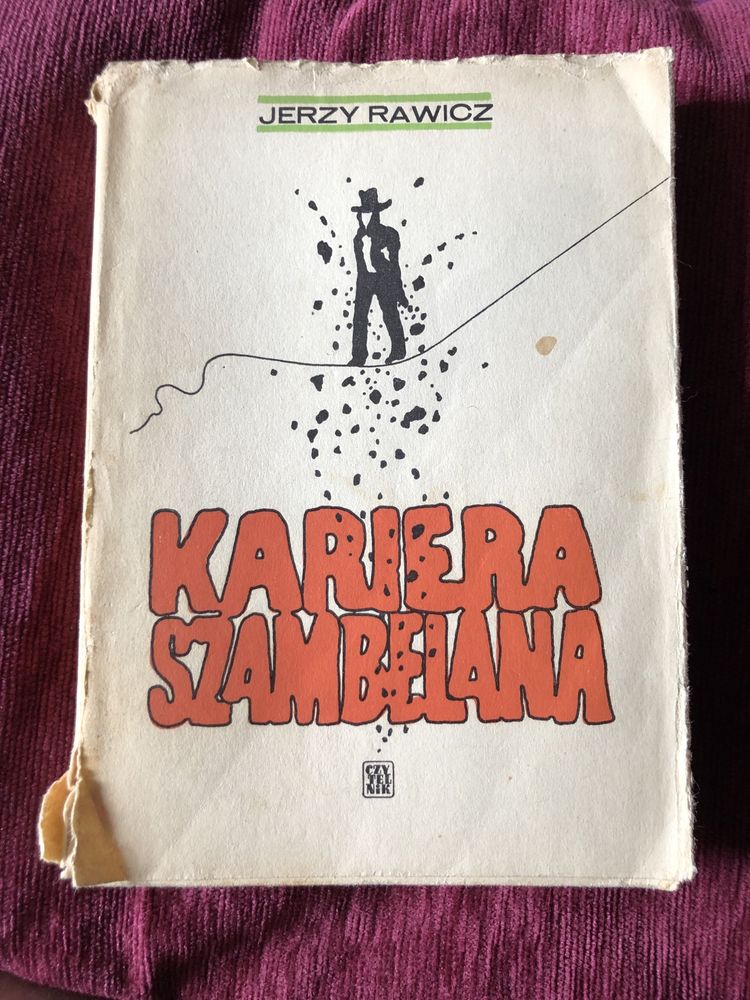 JERZY RAWICZ
KARIERA
SZAMBELANA
CZY
TEL
NIK